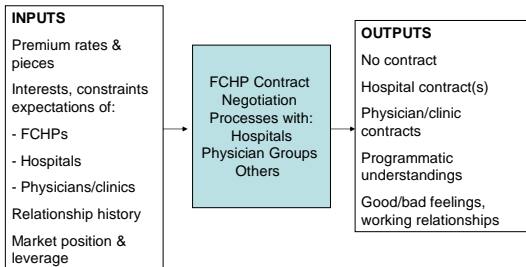 INPUTS
Premium rates &
pieces
Interests, constraints
expectations of:
- FCHPs
- Hospitals
- Physicians/clinics
Relationship history
Market position &
leverage
FCHP Contract
Negotiation
Processes with:
Hospitals
Physician Groups
Others
OUTPUTS
No contract
Hospital contract(s)
Physician/clinic
contracts
Programmatic
understandings
Good/bad feelings,
working relationships